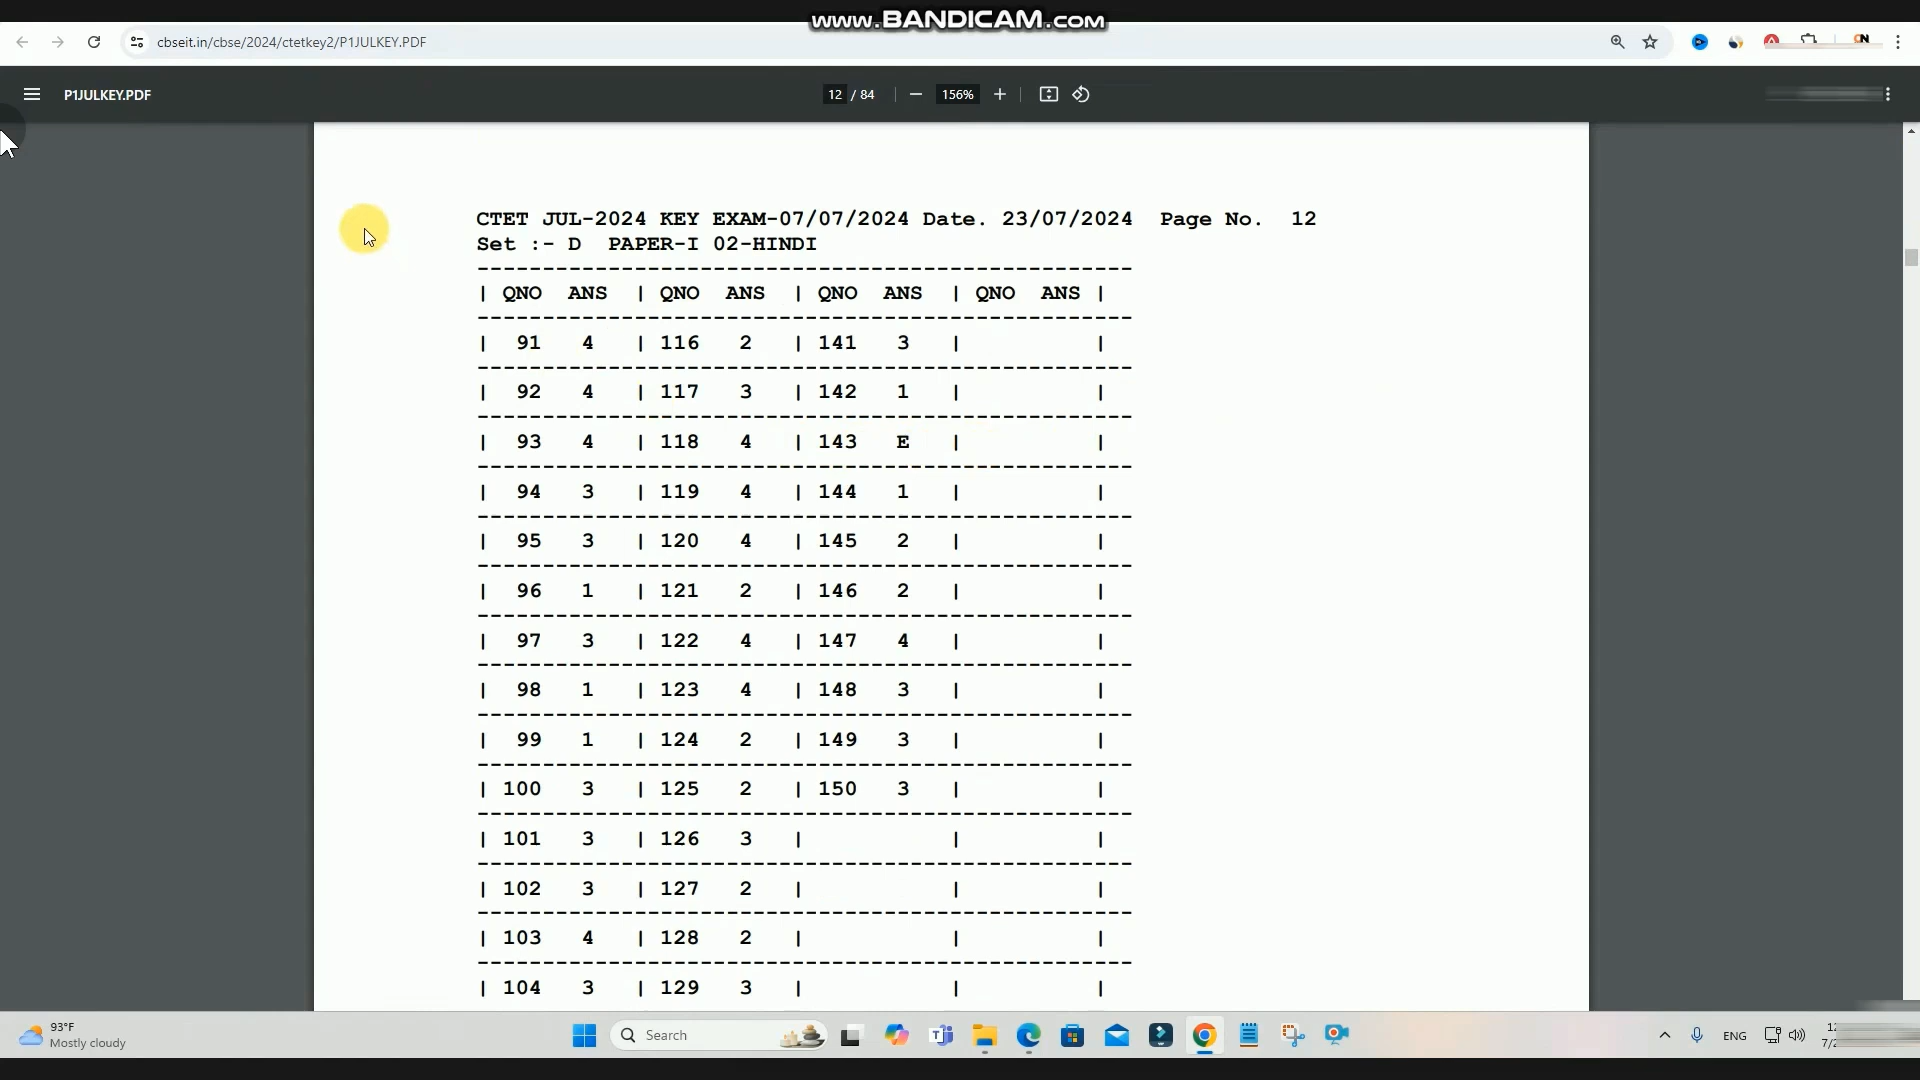 www.BANDICAM.com
cbseit.in/cbse/2024/ctetkey2/P1JULKEY.PDF
P1JULKEY.PDF
12 / 84
156%
CTET JUL-2024 KEY EXAM-07/07/2024 Date. 23/07/2024 Page No. 12
Set :- D PAPER-I 02-HINDI
| QNO ANS | QNO ANS | QNO ANS | QNO ANS |
| 91 4 | 116 2 | 141 3 | |
| 92 4 | 117 3 | 142 1 | |
| 93 4 | 118 4 | 143 E | |
| 94 3 | 119 4 | 144 1 | |
| 95 3 | 120 4 | 145 2 | |
| 96 1 | 121 2 | 146 2 | |
| 97 3 | 122 4 | 147 4 | |
| 98 1 | 123 4 | 148 3 | |
| 99 1 | 124 2 | 149 3 | |
| 100 3 | 125 2 | 150 3 | |
| 101 3 | 126 3 | | |
| 102 3 | 127 2 | | |
| 103 4 | 128 2 | | |
| 104 3 | 129 3 | | |
93°F
Mostly cloudy
Search
ENG